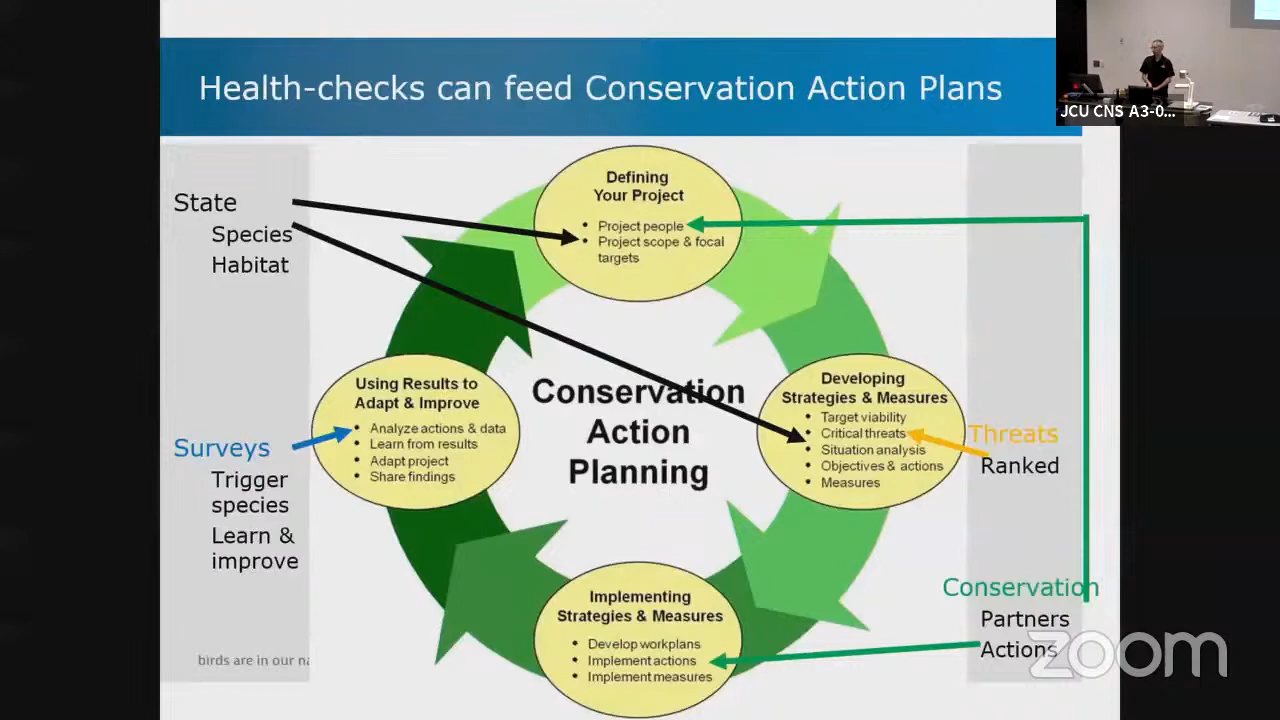 Health-checks can feed Conservation Action Plans
JCU CNS A3-0...
State
Species
Habitat
Defining
Your Project
• Project people
• Project scope & focal
targets
Conservation
Action
Planning
Using Results to
Adapt & Improve
• Analyze actions & data
• Learn from results
• Adapt project
• Share findings
Developing
Strategies & Measures
• Target viability
• Critical threats
• Situation analysis
• Objectives & actions
• Measures
Threats
Ranked
Surveys
Trigger
species
Learn &
improve
Implementing
Strategies & Measures
• Develop workplans
• Implement actions
• Implement measures
Conservation
Partners
Actions
birds are in our na
zoom